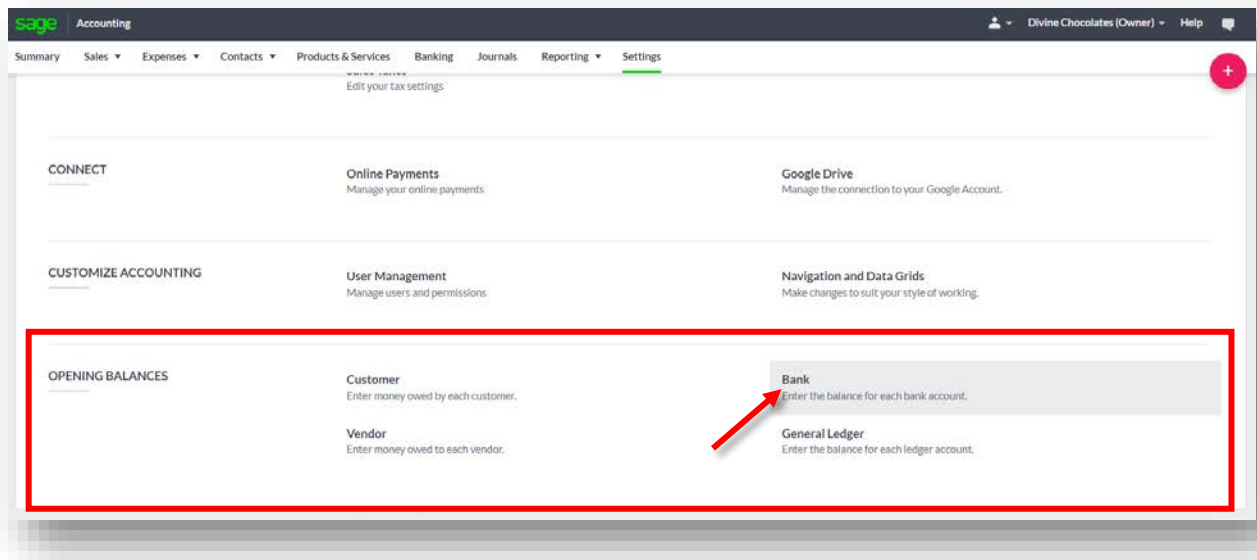 sage Accounting Divine Chocolates (Owner) Help
Summary Sales Expenses Contacts Products & Services Banking Journals Reporting Settings
+
Edit your tax settings
CONNECT
Online Payments
Manage your online payments
Google Drive
Manage the connection to your Google Account.
CUSTOMIZE ACCOUNTING
User Management
Manage users and permissions
Navigation and Data Grids
Make changes to suit your style of working.
OPENING BALANCES
Customer
Enter money owed by each customer.
Bank
Enter the balance for each bank account.
Vendor
Enter money owed to each vendor.
General Ledger
Enter the balance for each ledger account.